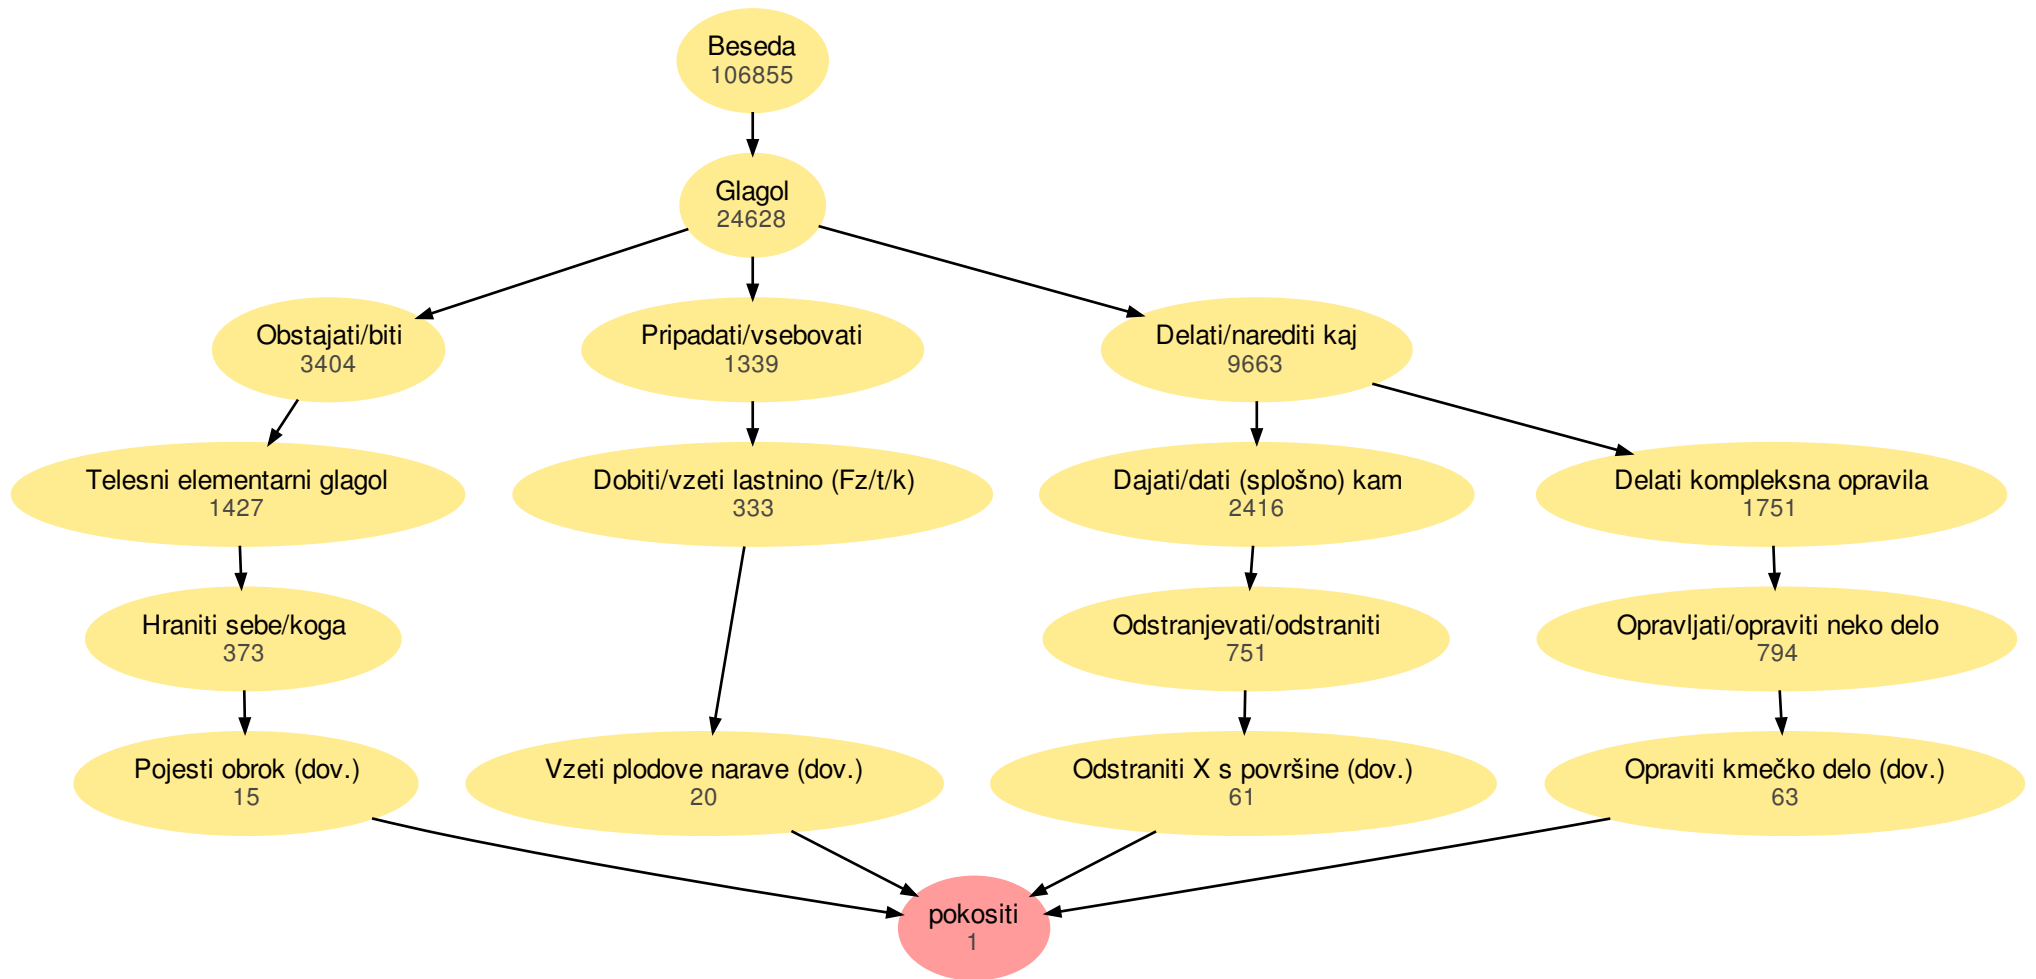 Beseda
106855
Glagol
24628
Obstajati/biti
3404
Pripadati/vsebovati
1339
Delati/narediti kaj
9663
Telesni elementarni glagol
1427
Dobiti/vzeti lastnino (Fz/t/k)
333
Dajati/dati (splošno) kam
2416
Delati kompleksna opravila
1751
Hraniti sebe/koga
373
Odstranjevati/odstraniti
751
Opravljati/opraviti neko delo
794
Pojesti obrok (dov.)
15
Vzeti plodove narave (dov.)
20
Odstraniti X s površine (dov.)
61
Opraviti kmečko delo (dov.)
63
pokositi
1